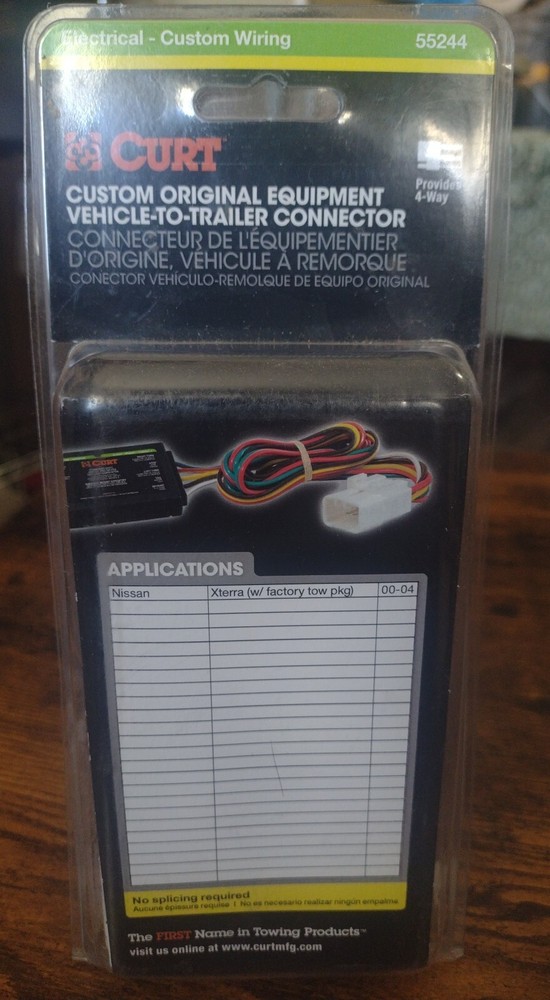 Electrical - Custom Wiring 55244
CURT
Provides
4-Way
CUSTOM ORIGINAL EQUIPMENT
VEHICLE-TO-TRAILER CONNECTOR
CONNECTEUR DE L'ÉQUIPEMENTIER
D'ORIGINE, VÉHICULE À REMORQUE
CONECTOR VEHÍCULO-REMOLQUE DE EQUIPO ORIGINAL
CURT
APPLICATIONS
Nissan Xterra (w/ factory tow pkg) 00-04
No splicing required
Aucune épissure requise | No es necesario realizar ningún empalme
The FIRST Name in Towing Products™
visit us online at www.curtmfg.com